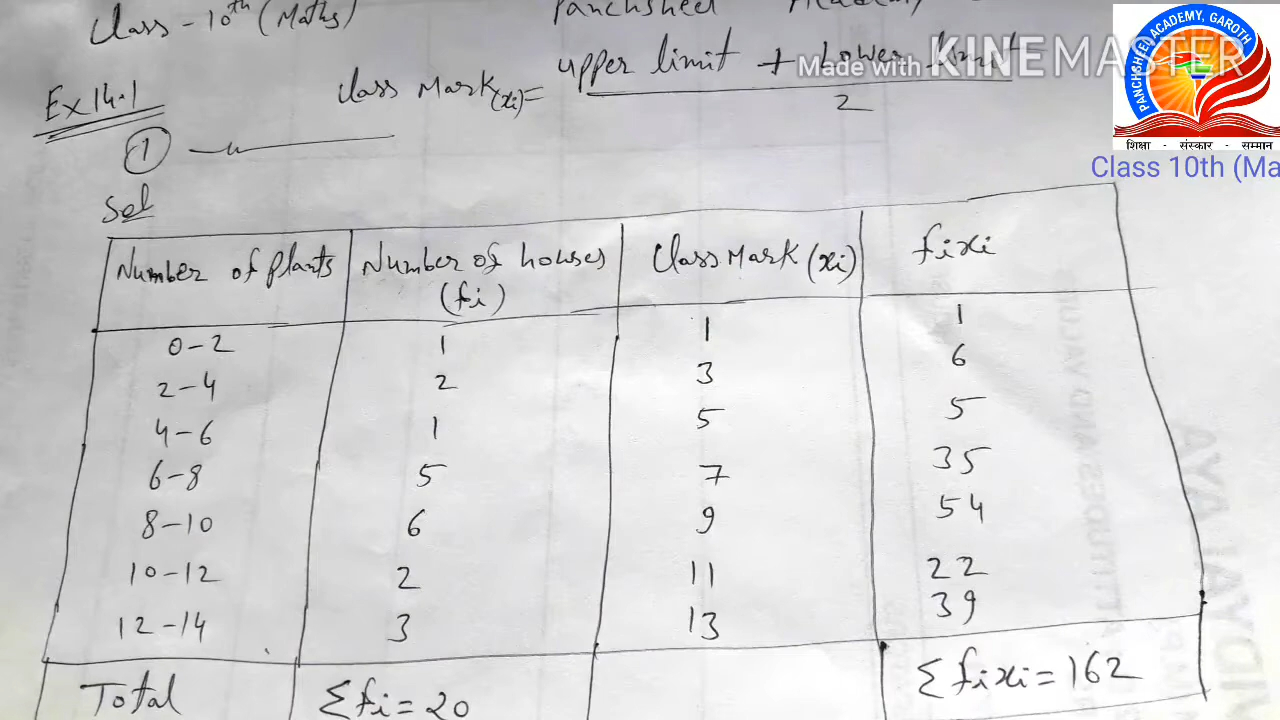 Class - 10th (Maths)
Panchsheel Academy
Ex 14.1
Class Mark(xi) = upper limit + Lower limit
2
Made with KINEMASTER
PANCHSHEEL ACADEMY, GAROTH
शिक्षा - संस्कार - सम्मान
Class 10th (Ma
1
Sol
Number of plants Number of houses (fi) Class Mark (xi) fixi
0-2 1 1 1
2-4 2 3 6
4-6 1 5 5
6-8 5 7 35
8-10 6 9 54
10-12 2 11 22
12-14 3 13 39
Total Σfi = 20 Σfixi = 162